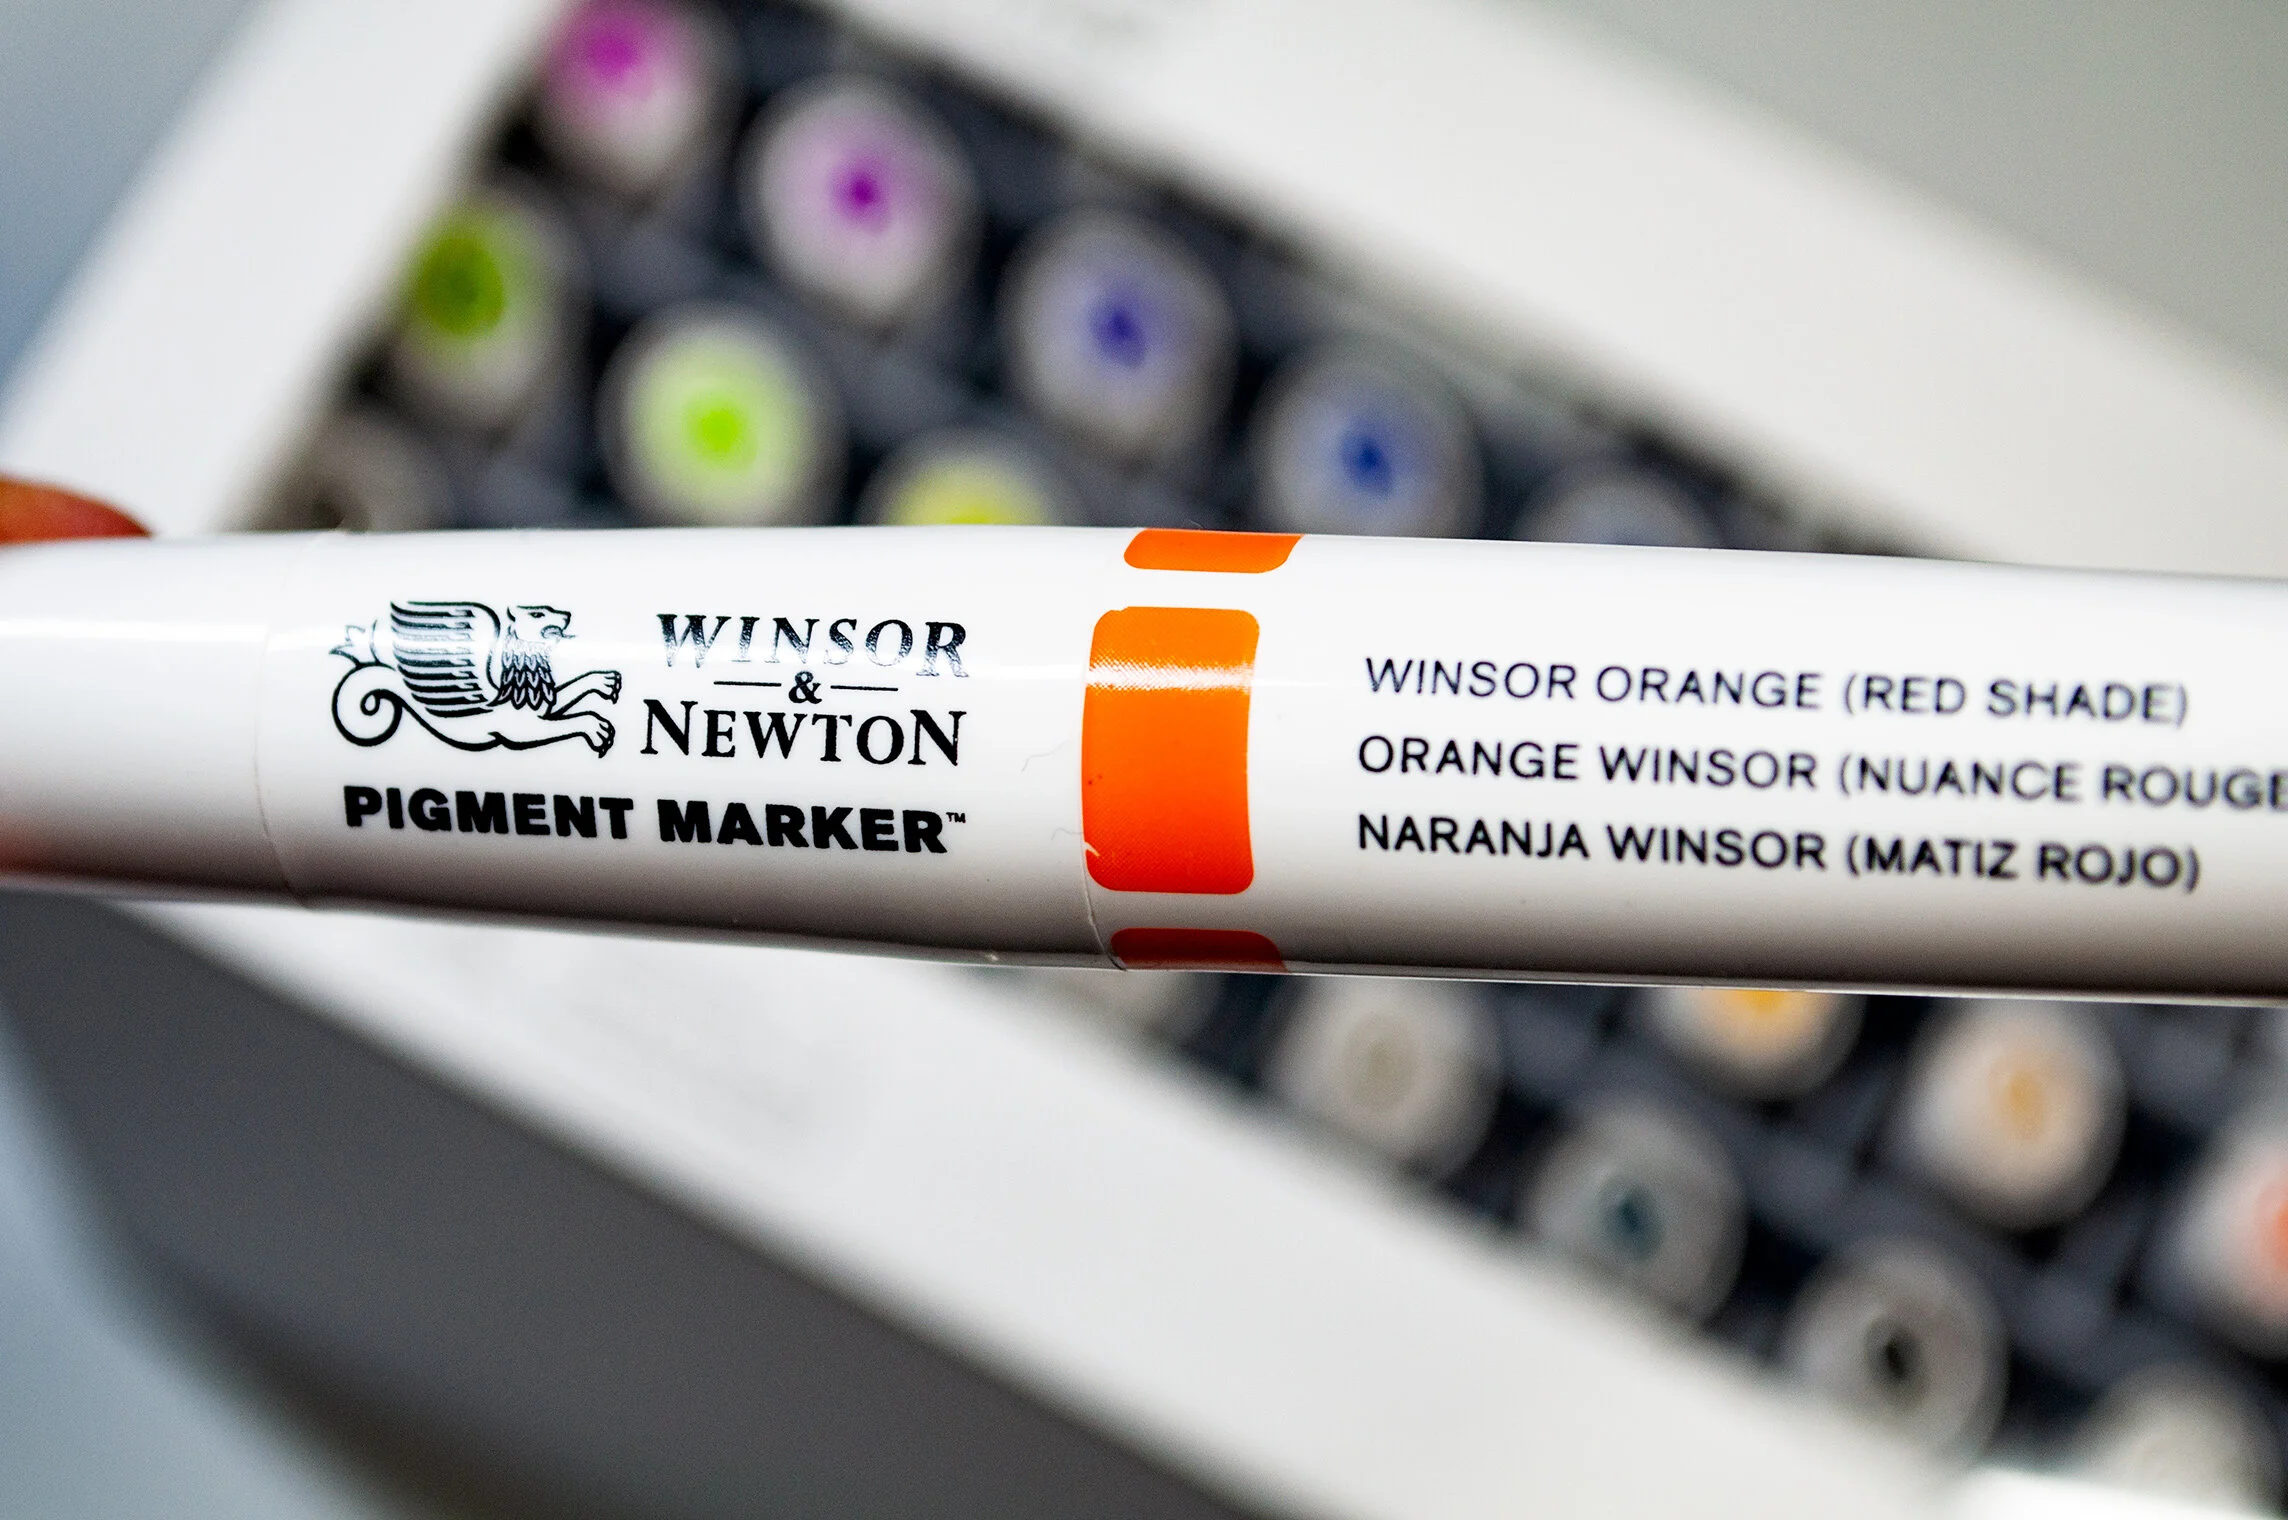 WINSOR
&
NEWTON
PIGMENT MARKER™
WINSOR ORANGE (RED SHADE)
ORANGE WINSOR (NUANCE ROUGE
NARANJA WINSOR (MATIZ ROJO)